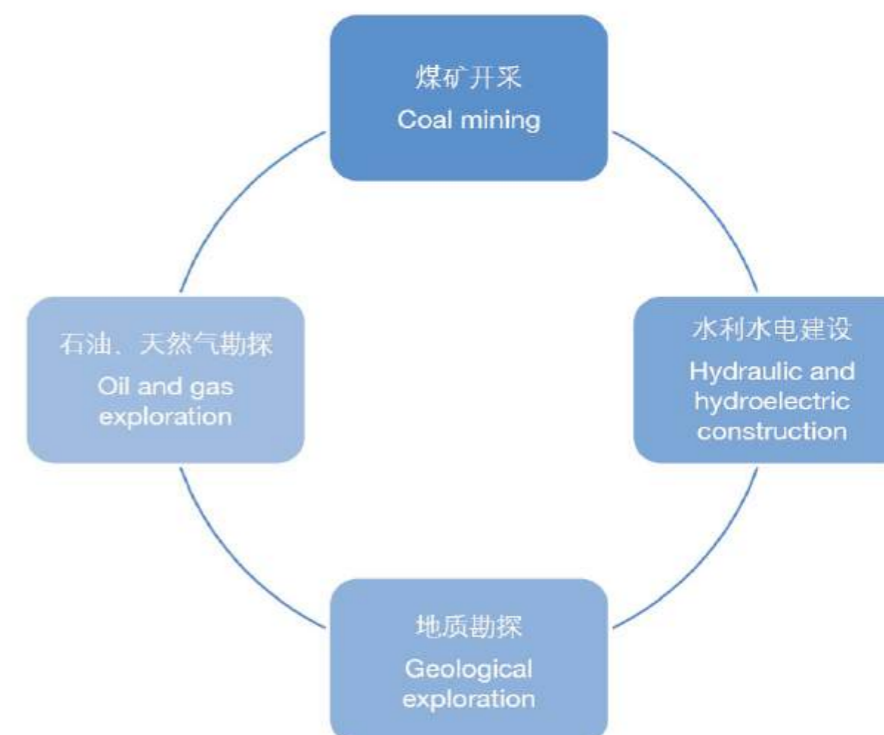 煤矿开采
Coal mining
石油、天然气勘探
Oil and gas
exploration
水利水电建设
Hydraulic and
hydroelectric
construction
地质勘探
Geological
exploration